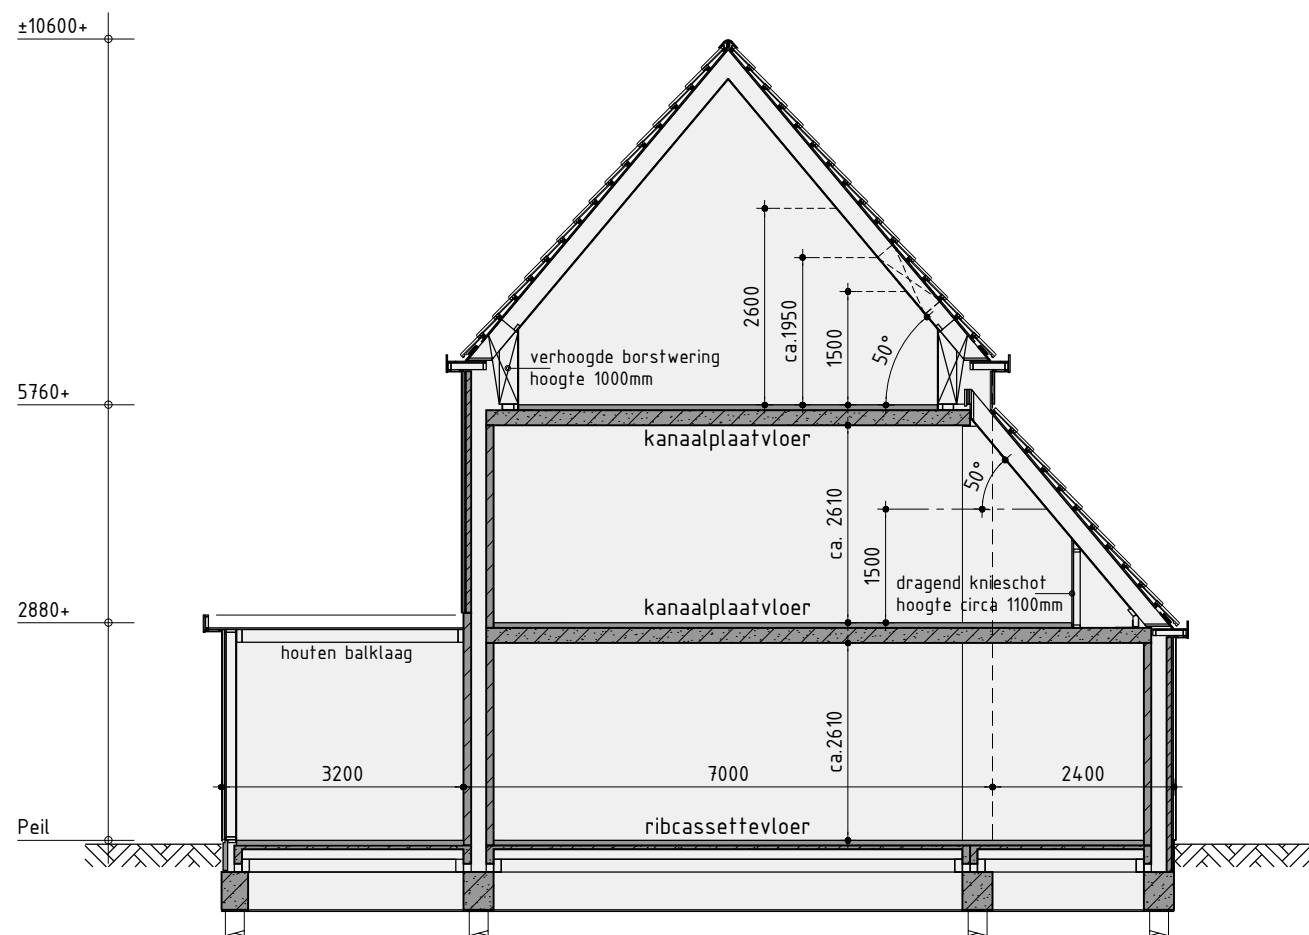 ±10600+
2600
ca.1950
1500
50°
verhoogde borstwering
hoogte 1000mm
5760+
kanaalplaatvloer
50°
ca. 2610
1500
dragend knieschot
hoogte circa 1100mm
2880+
kanaalplaatvloer
houten balklaag
ca.2610
3200
7000
2400
Peil
ribcassettevloer